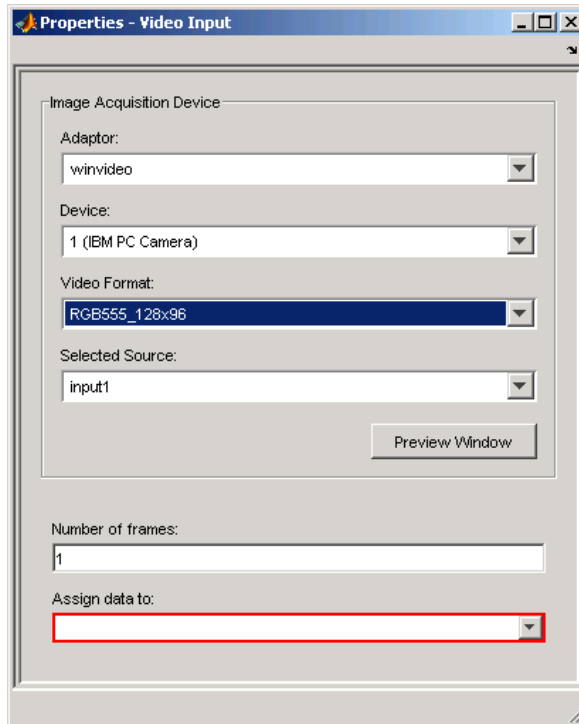 Properties - Video Input
Image Acquisition Device
Adaptor:
winvideo
Device:
1 (IBM PC Camera)
Video Format:
RGB555_128x96
Selected Source:
input1
Preview Window
Number of frames:
1
Assign data to: